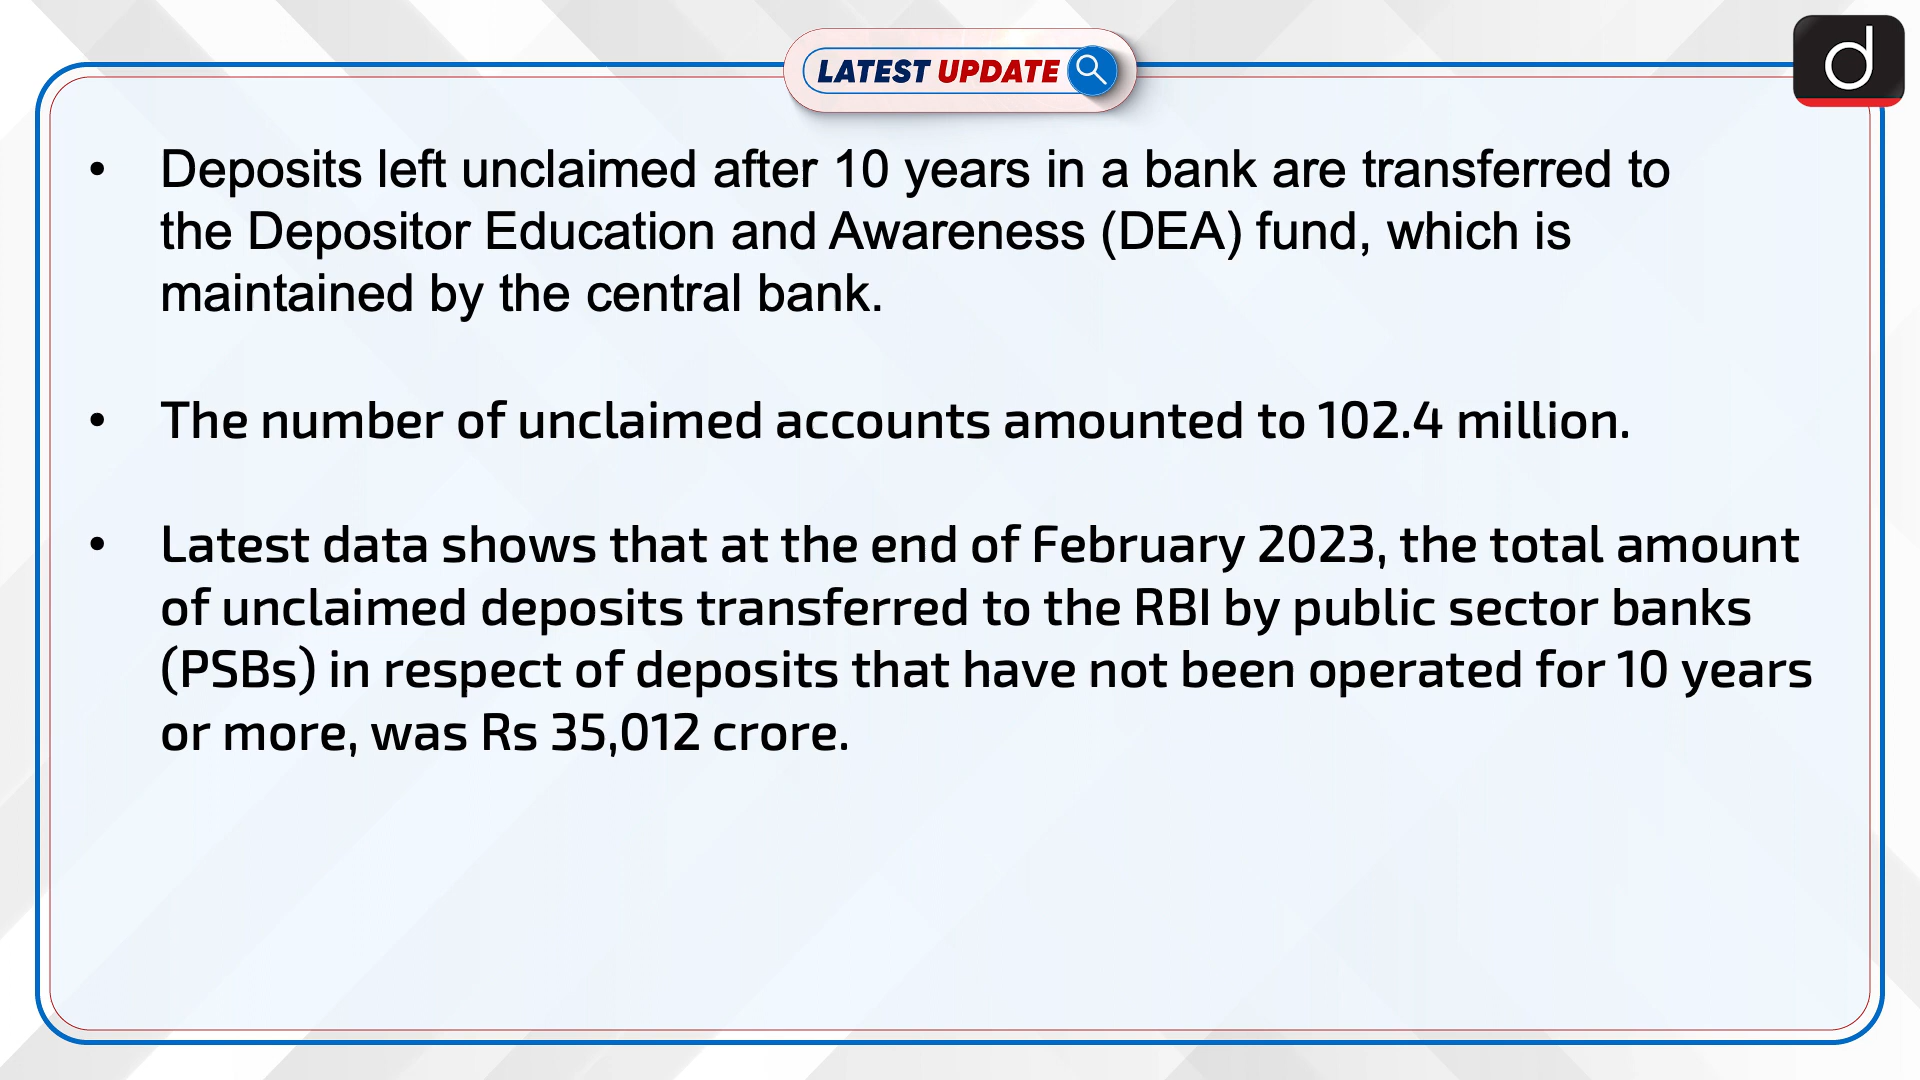 LATEST UPDATE
d
• Deposits left unclaimed after 10 years in a bank are transferred to
the Depositor Education and Awareness (DEA) fund, which is
maintained by the central bank.
• The number of unclaimed accounts amounted to 102.4 million.
• Latest data shows that at the end of February 2023, the total amount
of unclaimed deposits transferred to the RBI by public sector banks
(PSBs) in respect of deposits that have not been operated for 10 years
or more, was Rs 35,012 crore.